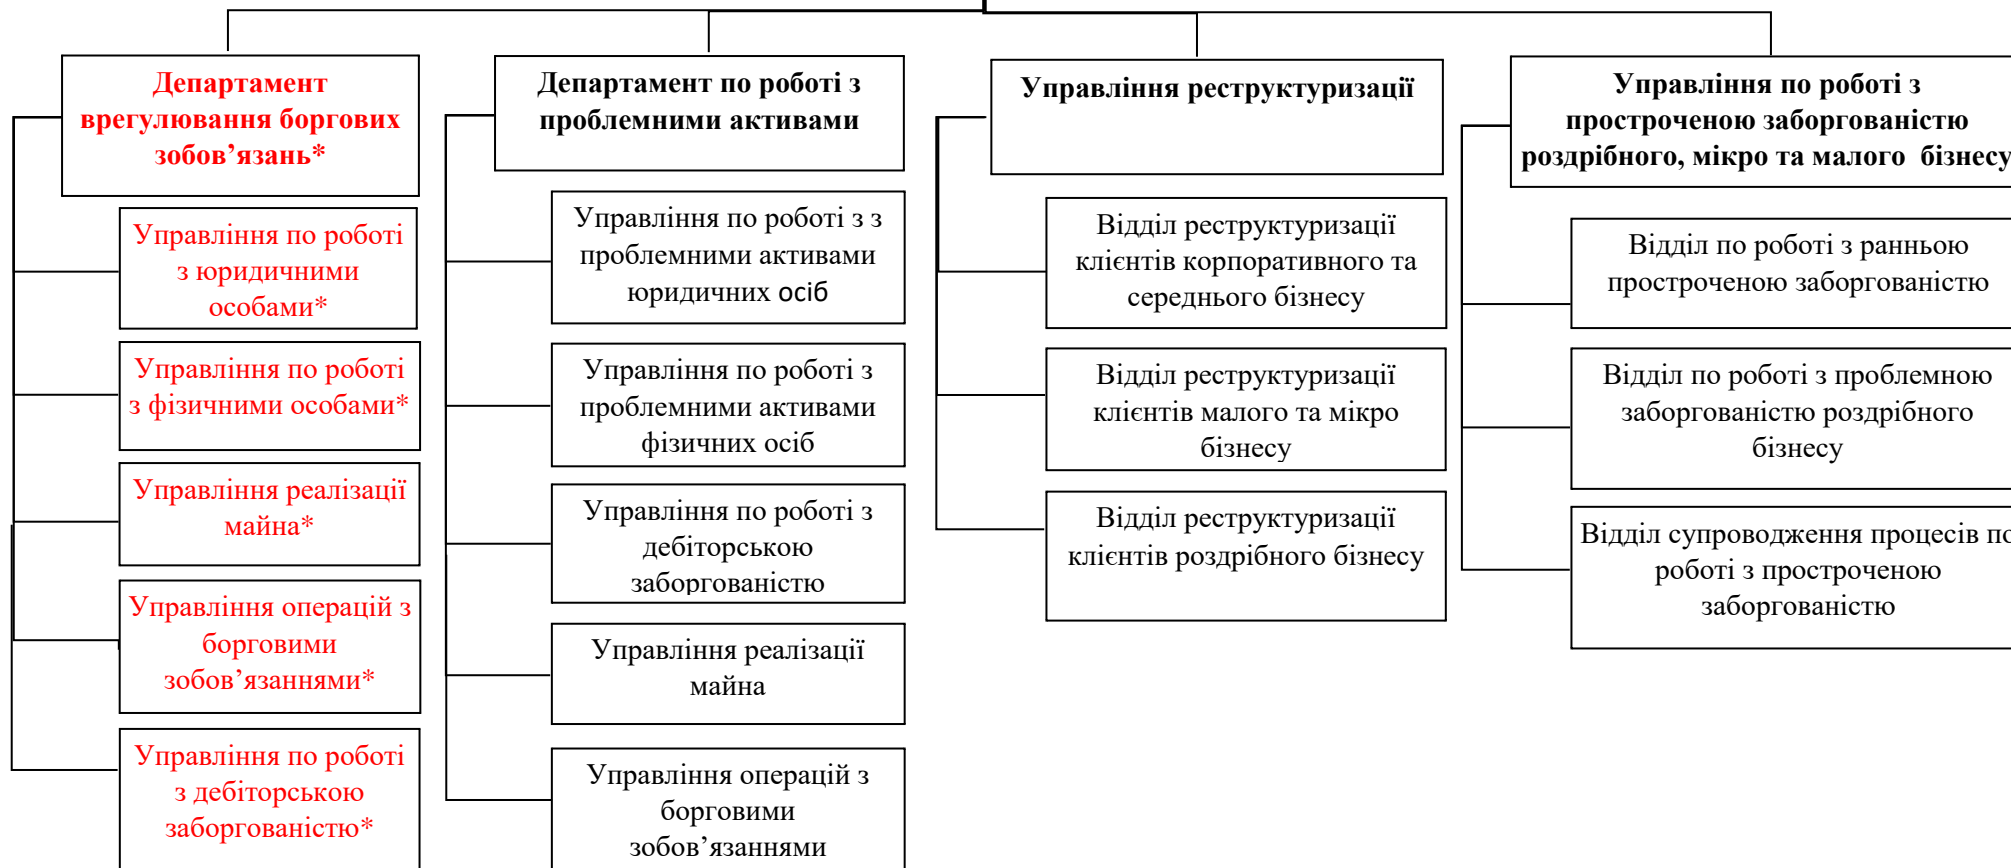 Департамент
врегулювання боргових
зобов’язань*
Управління по роботі
з юридичними
особами*
Управління по роботі
з фізичними особами*
Управління реалізації
майна*
Управління операцій з
борговими
зобов’язаннями*
Управління по роботі
з дебіторською
заборгованістю*
Департамент по роботі з
проблемними активами
Управління по роботі з з
проблемними активами
юридичних осіб
Управління по роботі з
проблемними активами
фізичних осіб
Управління по роботі з
дебіторською
заборгованістю
Управління реалізації
майна
Управління операцій з
борговими
зобов’язаннями
Управління реструктуризації
Відділ реструктуризації
клієнтів корпоративного та
середнього бізнесу
Відділ реструктуризації
клієнтів малого та мікро
бізнесу
Відділ реструктуризації
клієнтів роздрібного бізнесу
Управління по роботі з
простроченою заборгованістю
роздрібного, мікро та малого бізнесу
Відділ по роботі з ранньою
простроченою заборгованістю
Відділ по роботі з проблемною
заборгованістю роздрібного
бізнесу
Відділ супроводження процесів по
роботі з простроченою
заборгованістю